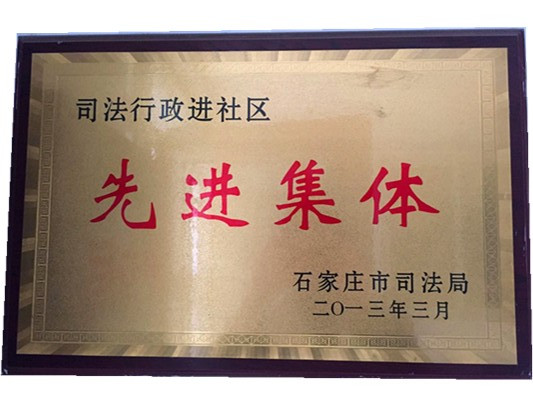 司法行政进社区
先进集体
石家庄市司法局
二〇一三年三月